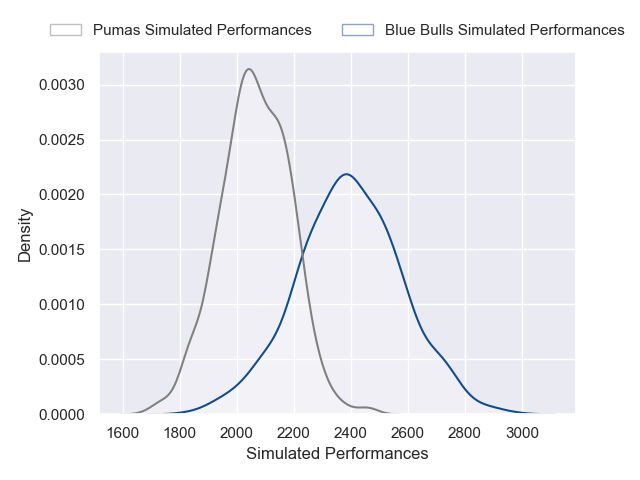 Pumas Simulated Performances Blue Bulls Simulated Performances
0.0030
0.0025
0.0020
0.0015
0.0010
0.0005
0.0000
Density
1600 1800 2000 2200 2400 2600 2800 3000
Simulated Performances